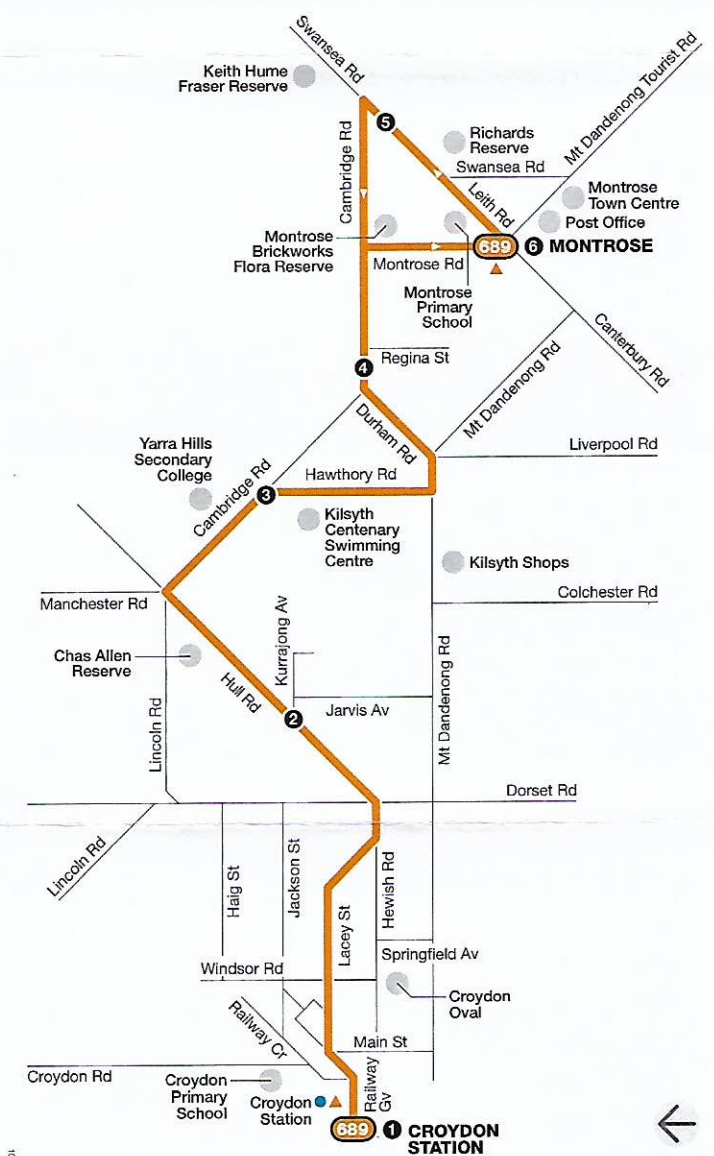 Swansea Rd
Keith Hume
Fraser Reserve
Mt Dandenong Tourist Rd
5
Cambridge Rd
Richards
Reserve
Swansea Rd
Leith Rd
Montrose
Town Centre
Post Office
Montrose
Brickworks
Flora Reserve
689
6 MONTROSE
Montrose Rd
Montrose
Primary
School
Canterbury Rd
Regina St
4
Mt Dandenong Rd
Durham Rd
Liverpool Rd
Yarra Hills
Secondary
College
Hawthory Rd
Cambridge Rd
3
Kilsyth
Centenary
Swimming
Centre
Kilsyth Shops
Manchester Rd
Colchester Rd
Kurrajong Av
Chas Allen
Reserve
Hull Rd
Mt Dandenong Rd
Jarvis Av
2
Lincoln Rd
Dorset Rd
Lincoln Rd
Haig St
Jackson St
Hewish Rd
Lacey St
Springfield Av
Windsor Rd
Croydon
Oval
Railway Cr
Main St
Croydon Rd
Croydon
Primary
School
Croydon
Station
Railway
Gv
689
1 CROYDON
STATION